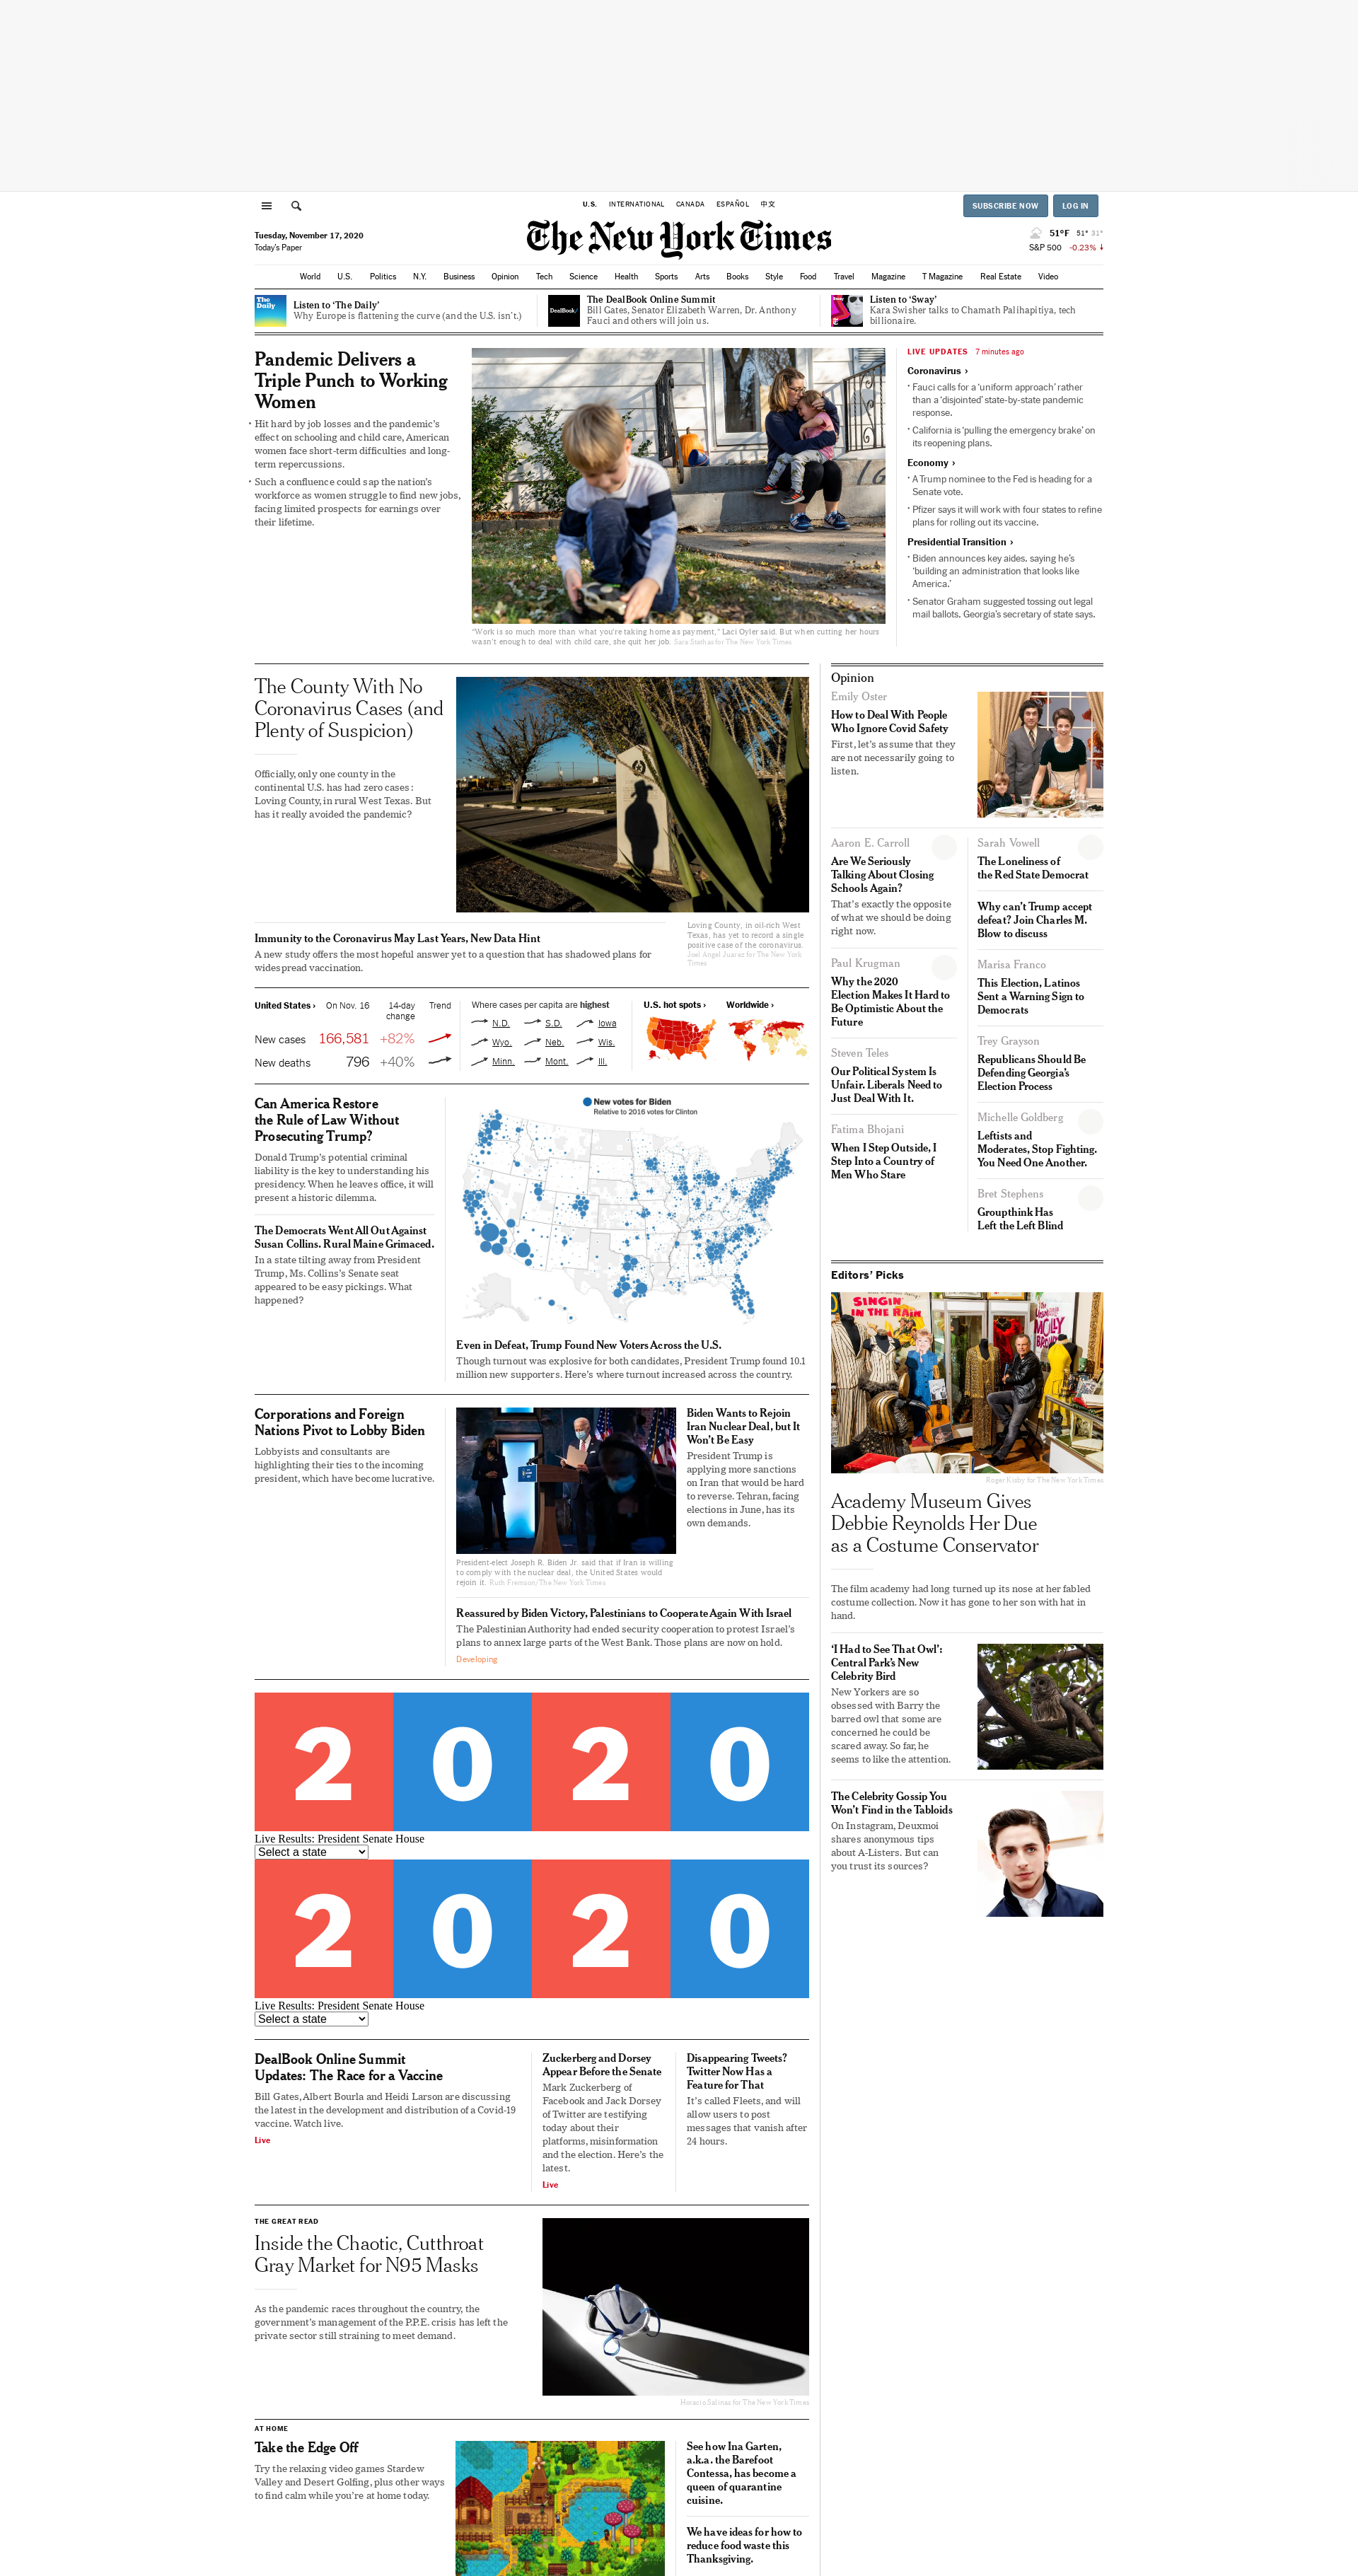 U.S. INTERNATIONAL CANADA ESPAÑOL 中文
SUBSCRIBE NOW LOG IN
Tuesday, November 17, 2020
Today's Paper
The New York Times
51°F 51° 31°
S&P 500 -0.23% ↓
World U.S. Politics N.Y. Business Opinion Tech Science Health Sports Arts Books Style Food Travel Magazine T Magazine Real Estate Video
The Daily
Listen to ‘The Daily’
Why Europe is flattening the curve (and the U.S. isn't.)
DealBook/
The DealBook Online Summit
Bill Gates, Senator Elizabeth Warren, Dr. Anthony
Fauci and others will join us.
Listen to ‘Sway’
Kara Swisher talks to Chamath Palihapitiya, tech
billionaire.
Pandemic Delivers a
Triple Punch to Working
Women
Hit hard by job losses and the pandemic's
effect on schooling and child care, American
women face short-term difficulties and long-
term repercussions.
Such a confluence could sap the nation's
workforce as women struggle to find new jobs,
facing limited prospects for earnings over
their lifetime.
“Work is so much more than what you're taking home as payment,” Laci Oyler said. But when cutting her hours
wasn't enough to deal with child care, she quit her job. Sara Stathas for The New York Times
LIVE UPDATES 7 minutes ago
Coronavirus ›
Fauci calls for a ‘uniform approach’ rather
than a ‘disjointed’ state-by-state pandemic
response.
California is ‘pulling the emergency brake’ on
its reopening plans.
Economy ›
A Trump nominee to the Fed is heading for a
Senate vote.
Pfizer says it will work with four states to refine
plans for rolling out its vaccine.
Presidential Transition ›
Biden announces key aides, saying he's
‘building an administration that looks like
America.’
Senator Graham suggested tossing out legal
mail ballots, Georgia's secretary of state says.
The County With No
Coronavirus Cases (and
Plenty of Suspicion)
Officially, only one county in the
continental U.S. has had zero cases:
Loving County, in rural West Texas. But
has it really avoided the pandemic?
Loving County, in oil-rich West
Texas, has yet to record a single
positive case of the coronavirus.
Joel Angel Juarez for The New York
Times
Immunity to the Coronavirus May Last Years, New Data Hint
A new study offers the most hopeful answer yet to a question that has shadowed plans for
widespread vaccination.
United States › On Nov. 16 14-day
change Trend
New cases 166,581 +82%
New deaths 796 +40%
Where cases per capita are highest
N.D. S.D. Iowa
Wyo. Neb. Wis.
Minn. Mont. Ill.
U.S. hot spots › Worldwide ›
Can America Restore
the Rule of Law Without
Prosecuting Trump?
Donald Trump's potential criminal
liability is the key to understanding his
presidency. When he leaves office, it will
present a historic dilemma.
The Democrats Went All Out Against
Susan Collins. Rural Maine Grimaced.
In a state tilting away from President
Trump, Ms. Collins's Senate seat
appeared to be easy pickings. What
happened?
New votes for Biden
Relative to 2016 votes for Clinton
Even in Defeat, Trump Found New Voters Across the U.S.
Though turnout was explosive for both candidates, President Trump found 10.1
million new supporters. Here's where turnout increased across the country.
Corporations and Foreign
Nations Pivot to Lobby Biden
Lobbyists and consultants are
highlighting their ties to the incoming
president, which have become lucrative.
President-elect Joseph R. Biden Jr. said that if Iran is willing
to comply with the nuclear deal, the United States would
rejoin it. Ruth Fremson/The New York Times
Biden Wants to Rejoin
Iran Nuclear Deal, but It
Won't Be Easy
President Trump is
applying more sanctions
on Iran that would be hard
to reverse. Tehran, facing
elections in June, has its
own demands.
Reassured by Biden Victory, Palestinians to Cooperate Again With Israel
The Palestinian Authority had ended security cooperation to protest Israel's
plans to annex large parts of the West Bank. Those plans are now on hold.
Developing
2020
Live Results: President Senate House
Select a state
2020
Live Results: President Senate House
Select a state
DealBook Online Summit
Updates: The Race for a Vaccine
Bill Gates, Albert Bourla and Heidi Larson are discussing
the latest in the development and distribution of a Covid-19
vaccine. Watch live.
Live
Zuckerberg and Dorsey
Appear Before the Senate
Mark Zuckerberg of
Facebook and Jack Dorsey
of Twitter are testifying
today about their
platforms, misinformation
and the election. Here's the
latest.
Live
Disappearing Tweets?
Twitter Now Has a
Feature for That
It's called Fleets, and will
allow users to post
messages that vanish after
24 hours.
THE GREAT READ
Inside the Chaotic, Cutthroat
Gray Market for N95 Masks
As the pandemic races throughout the country, the
government's management of the P.P.E. crisis has left the
private sector still straining to meet demand.
Horacio Salinas for The New York Times
AT HOME
Take the Edge Off
Try the relaxing video games Stardew
Valley and Desert Golfing, plus other ways
to find calm while you're at home today.
See how Ina Garten,
a.k.a. the Barefoot
Contessa, has become a
queen of quarantine
cuisine.
We have ideas for how to
reduce food waste this
Thanksgiving.
Opinion
Emily Oster
How to Deal With People
Who Ignore Covid Safety
First, let's assume that they
are not necessarily going to
listen.
Aaron E. Carroll
Are We Seriously
Talking About Closing
Schools Again?
That's exactly the opposite
of what we should be doing
right now.
Paul Krugman
Why the 2020
Election Makes It Hard to
Be Optimistic About the
Future
Steven Teles
Our Political System Is
Unfair. Liberals Need to
Just Deal With It.
Fatima Bhojani
When I Step Outside, I
Step Into a Country of
Men Who Stare
Sarah Vowell
The Loneliness of
the Red State Democrat
Why can't Trump accept
defeat? Join Charles M.
Blow to discuss
Marisa Franco
This Election, Latinos
Sent a Warning Sign to
Democrats
Trey Grayson
Republicans Should Be
Defending Georgia's
Election Process
Michelle Goldberg
Leftists and
Moderates, Stop Fighting.
You Need One Another.
Bret Stephens
Groupthink Has
Left the Left Blind
Editors’ Picks
SINGIN'
IN THE RAIN
MOLLY
Roger Kisby for The New York Times
Academy Museum Gives
Debbie Reynolds Her Due
as a Costume Conservator
The film academy had long turned up its nose at her fabled
costume collection. Now it has gone to her son with hat in
hand.
‘I Had to See That Owl’:
Central Park's New
Celebrity Bird
New Yorkers are so
obsessed with Barry the
barred owl that some are
concerned he could be
scared away. So far, he
seems to like the attention.
The Celebrity Gossip You
Won't Find in the Tabloids
On Instagram, Deuxmoi
shares anonymous tips
about A-Listers. But can
you trust its sources?